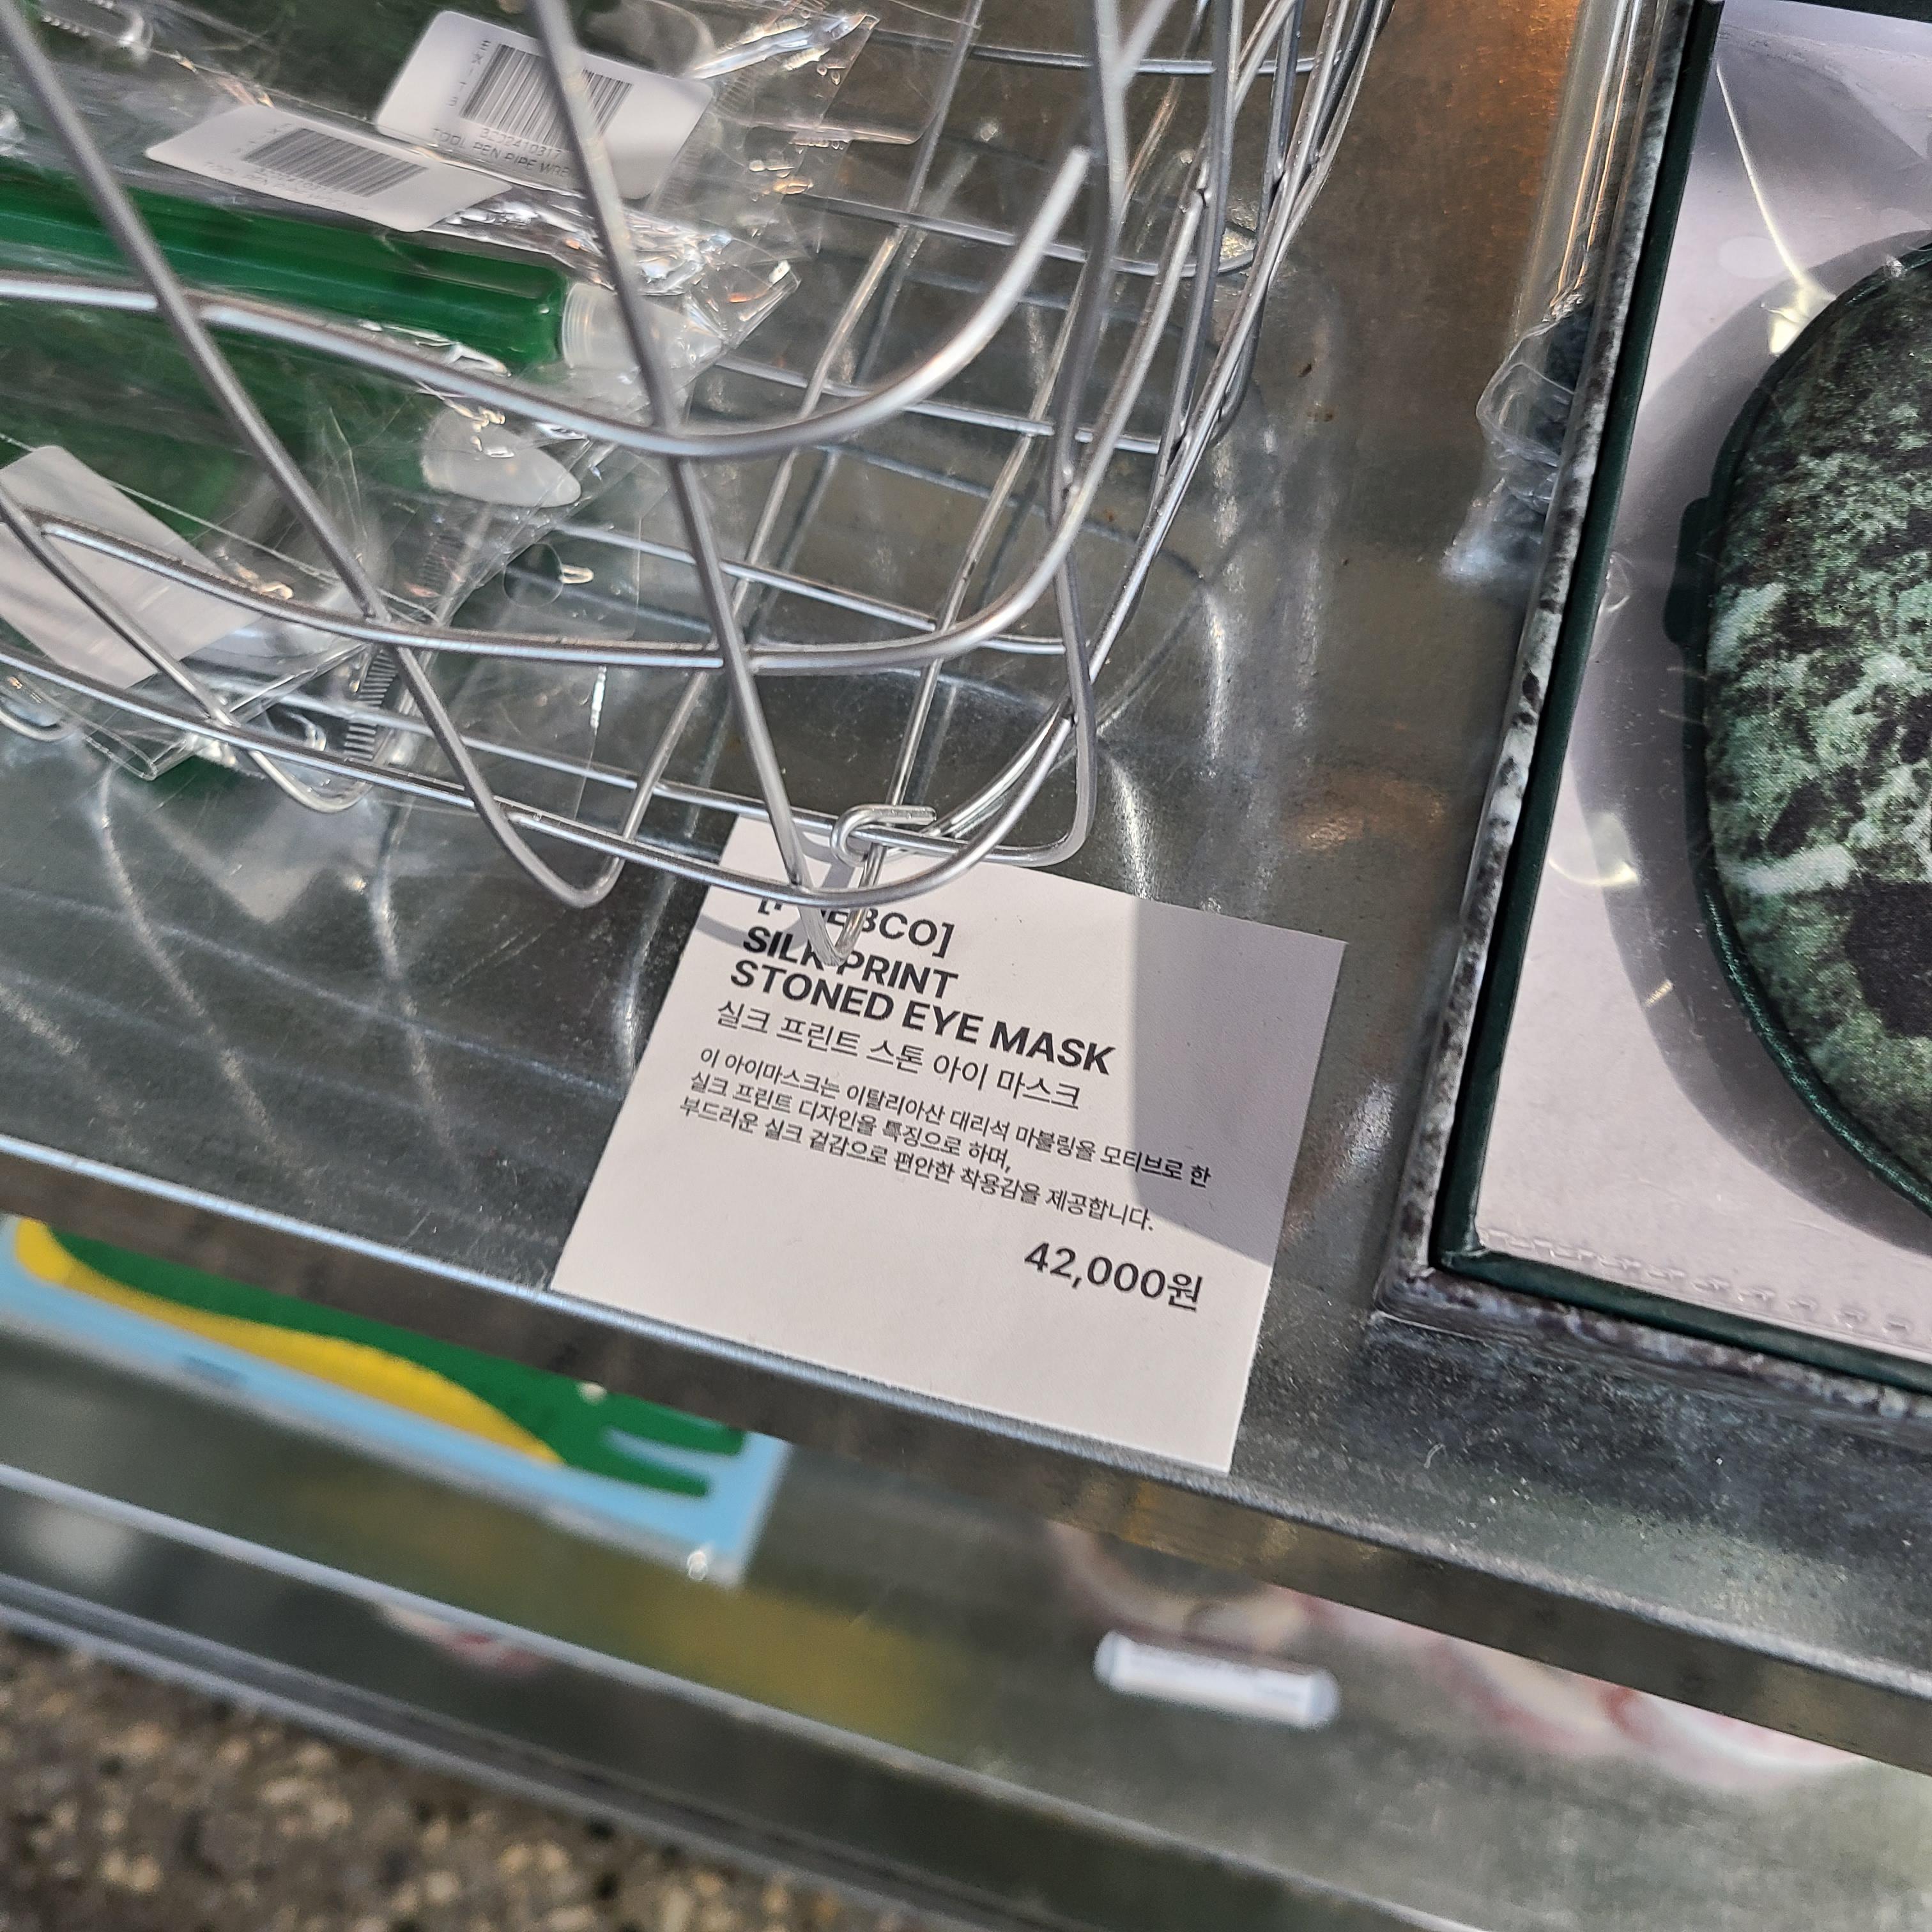 TOOL PEN PIPE
SILK PRINT
STONED EYE MASK
실크 프린트 스톤 아이 마스크
이 아이마스크는 이탈리아산 대리석 마블링을 모티브로 한
실크 프린트 디자인을 특징으로 하며,
부드러운 실크 겉감으로 편안한 착용감을 제공합니다.
42,000원